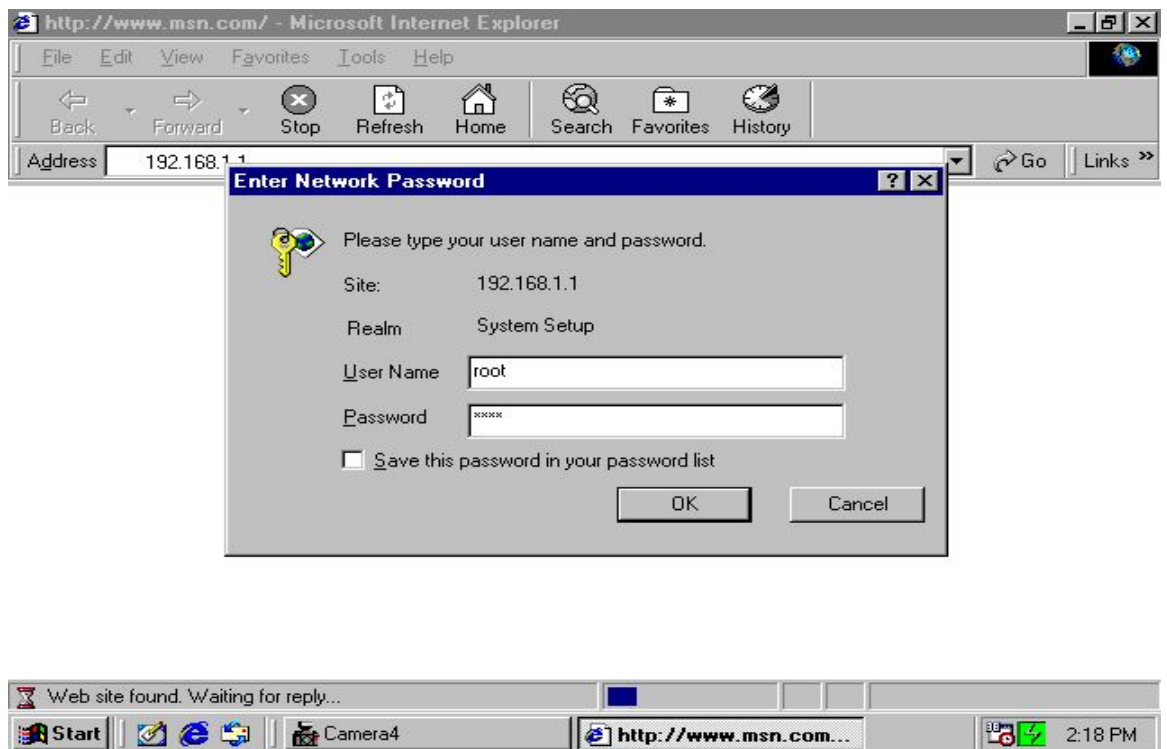 http://www.msn.com/ - Microsoft Internet Explorer
File Edit View Favorites Tools Help
Back Forward Stop Refresh Home Search Favorites History
Address 192.168.1.1 Go Links »
Enter Network Password
Please type your user name and password.
Site: 192.168.1.1
Realm System Setup
User Name root
Password ****
Save this password in your password list
OK Cancel
Web site found. Waiting for reply...
Start Camera4 http://www.msn.com... 2:18 PM